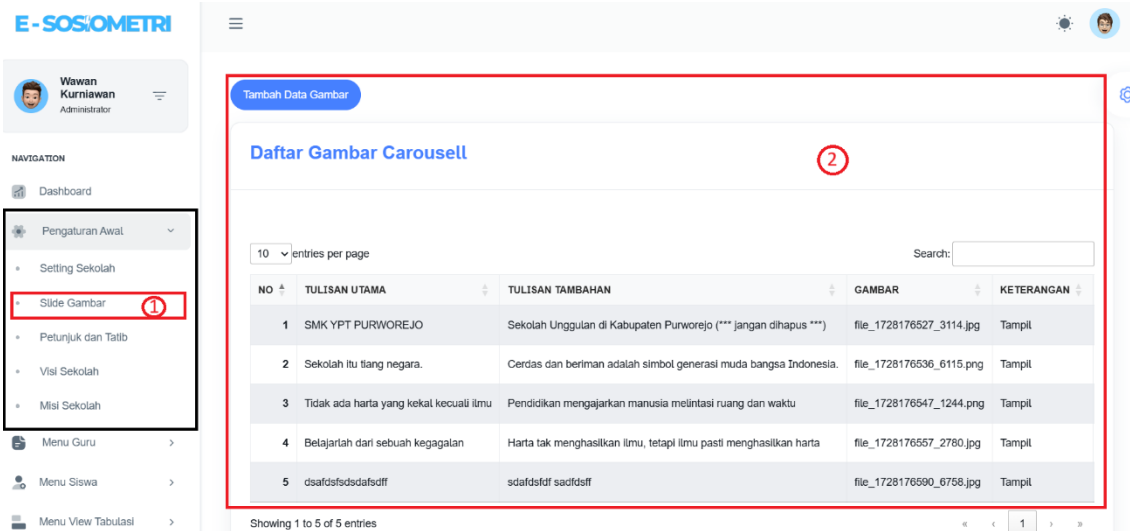 E - SOSIOMETRI
Wawan
Kurniawan
Administrator
NAVIGATION
Dashboard
Pengaturan Awal
Setting Sekolah
Slide Gambar
1
Petunjuk dan Tatib
Visi Sekolah
Misi Sekolah
Menu Guru
Menu Siswa
Menu View Tabulasi
Tambah Data Gambar
Daftar Gambar Carousell
2
10 entries per page
Search:
NO TULISAN UTAMA TULISAN TAMBAHAN GAMBAR KETERANGAN
1 SMK YPT PURWOREJO Sekolah Unggulan di Kabupaten Purworejo (*** jangan dihapus ***) file_1728176527_3114.jpg Tampil
2 Sekolah itu tiang negara. Cerdas dan beriman adalah simbol generasi muda bangsa Indonesia. file_1728176536_6115.png Tampil
3 Tidak ada harta yang kekal kecuali ilmu Pendidikan mengajarkan manusia melintasi ruang dan waktu file_1728176547_1244.png Tampil
4 Belajarlah dari sebuah kegagalan Harta tak menghasilkan ilmu, tetapi ilmu pasti menghasilkan harta file_1728176557_2780.jpg Tampil
5 dsafdsfsdsdafsdff sdafdsfdf sadfdsff file_1728176590_6758.jpg Tampil
Showing 1 to 5 of 5 entries
« ‹ 1 › »